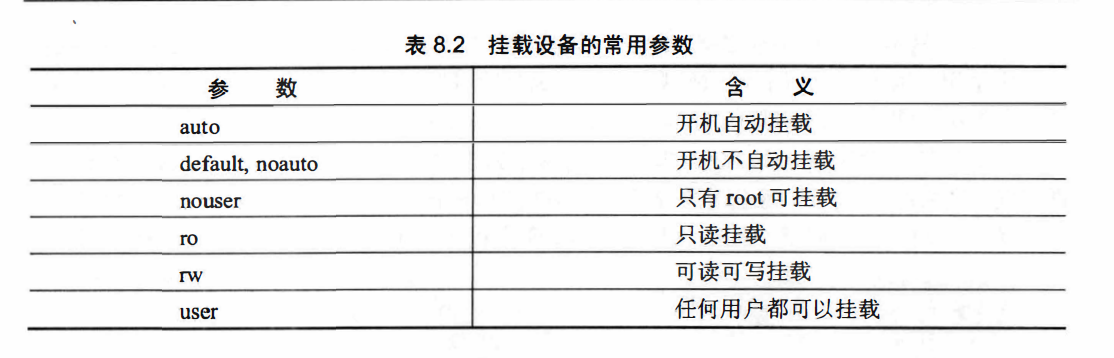 表 8.2 挂载设备的常用参数
参 数 含 义
auto 开机自动挂载
default, noauto 开机不自动挂载
nouser 只有 root 可挂载
ro 只读挂载
rw 可读可写挂载
user 任何用户都可以挂载